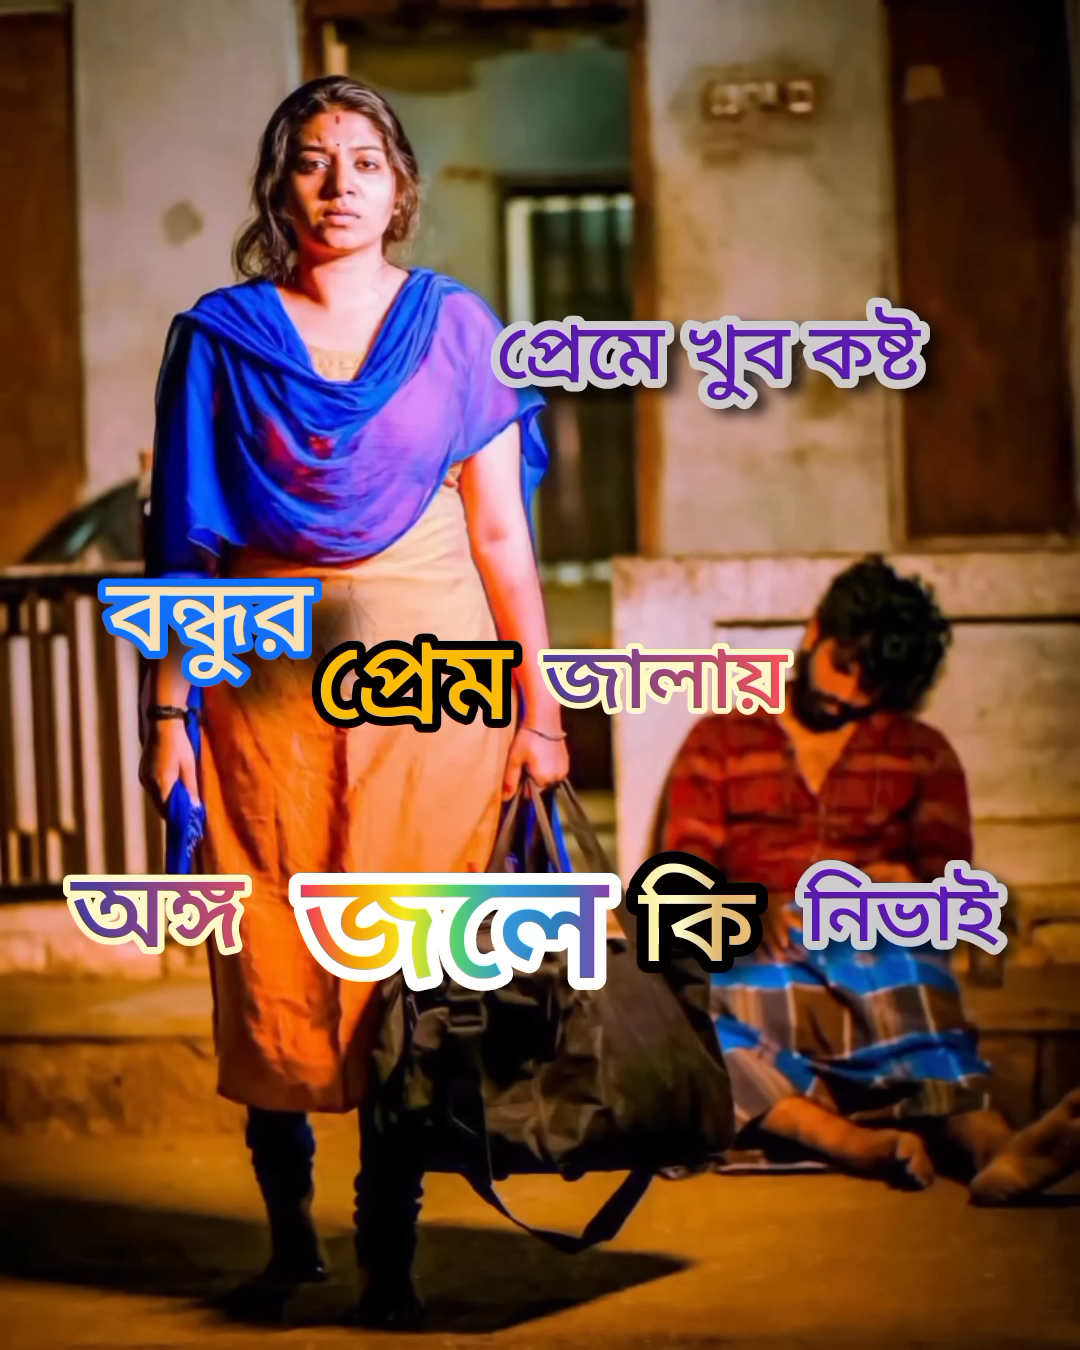 প্রেমে খুব কষ্ট
বন্ধুর প্রেম জালায়
অঙ্গ জলে কি নিভাই